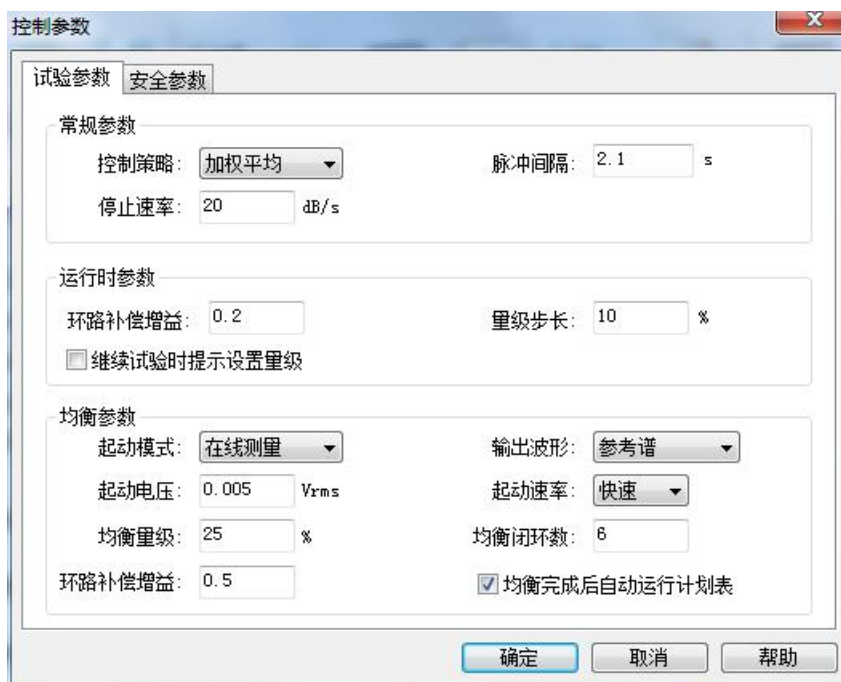 控制参数
试验参数 安全参数
常规参数
控制策略: 加权平均 脉冲间隔: 2.1 s
停止速率: 20 dB/s
运行时参数
环路补偿增益: 0.2 量级步长: 10 %
继续试验时提示设置量级
均衡参数
起动模式: 在线测量 输出波形: 参考谱
起动电压: 0.005 Vrms 起动速率: 快速
均衡量级: 25 % 均衡闭环数: 6
环路补偿增益: 0.5 均衡完成后自动运行计划表
确定 取消 帮助